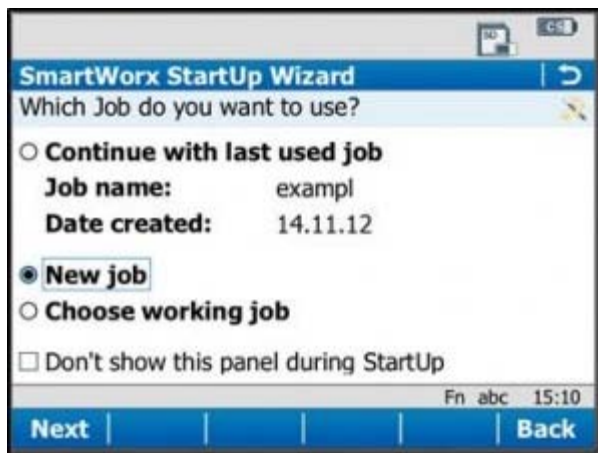 SD
SmartWorx StartUp Wizard
Which Job do you want to use?
Continue with last used job
Job name: exampl
Date created: 14.11.12
New job
Choose working job
Don't show this panel during StartUp
Fn abc 15:10
Next Back